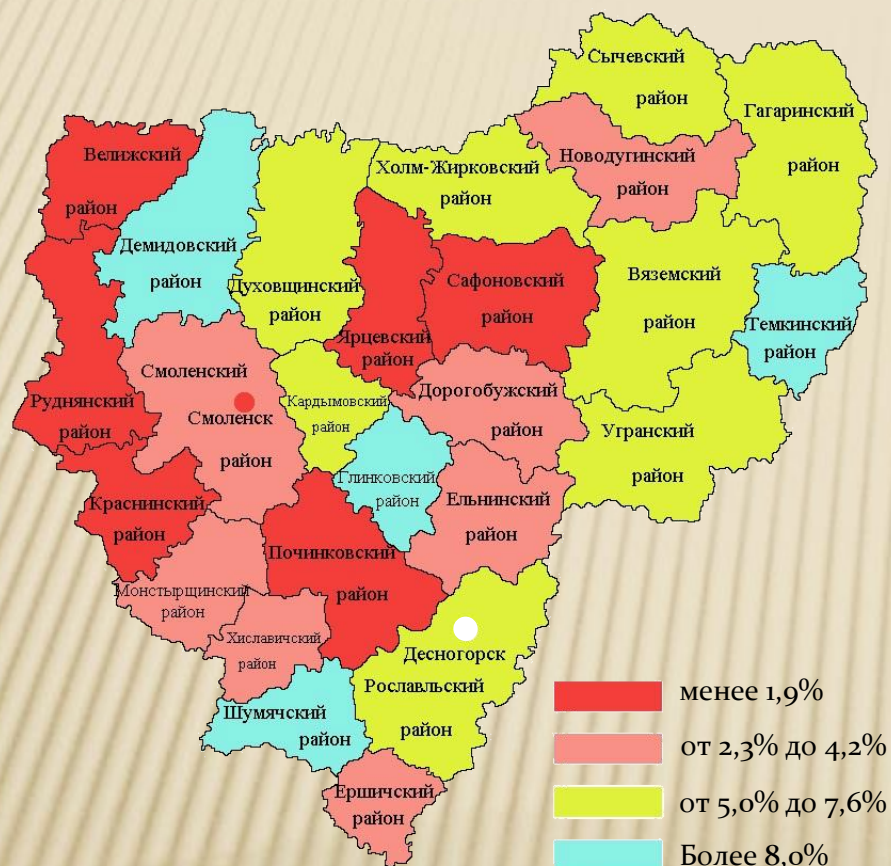 Сычевский
район
Гагаринский
район
Новодугинский
район
Холм-Жирковский
район
Велижский
район
Демидовский
район
Духовщинский
район
Ярцевский
район
Сафоновский
район
Вяземский
район
Темкинский
район
Смоленский
Смоленск
район
Руднянский
район
Кардымовский
район
Дорогобужский
район
Угранский
район
Глинковский
район
Ельнинский
район
Краснинский
район
Починковский
район
Монстырщинский
район
Хиславичский
район
Десногорск
Рославльский
район
Шумячский
район
Ершичский
район
менее 1,9%
от 2,3% до 4,2%
от 5,0% до 7,6%
Более 8,0%